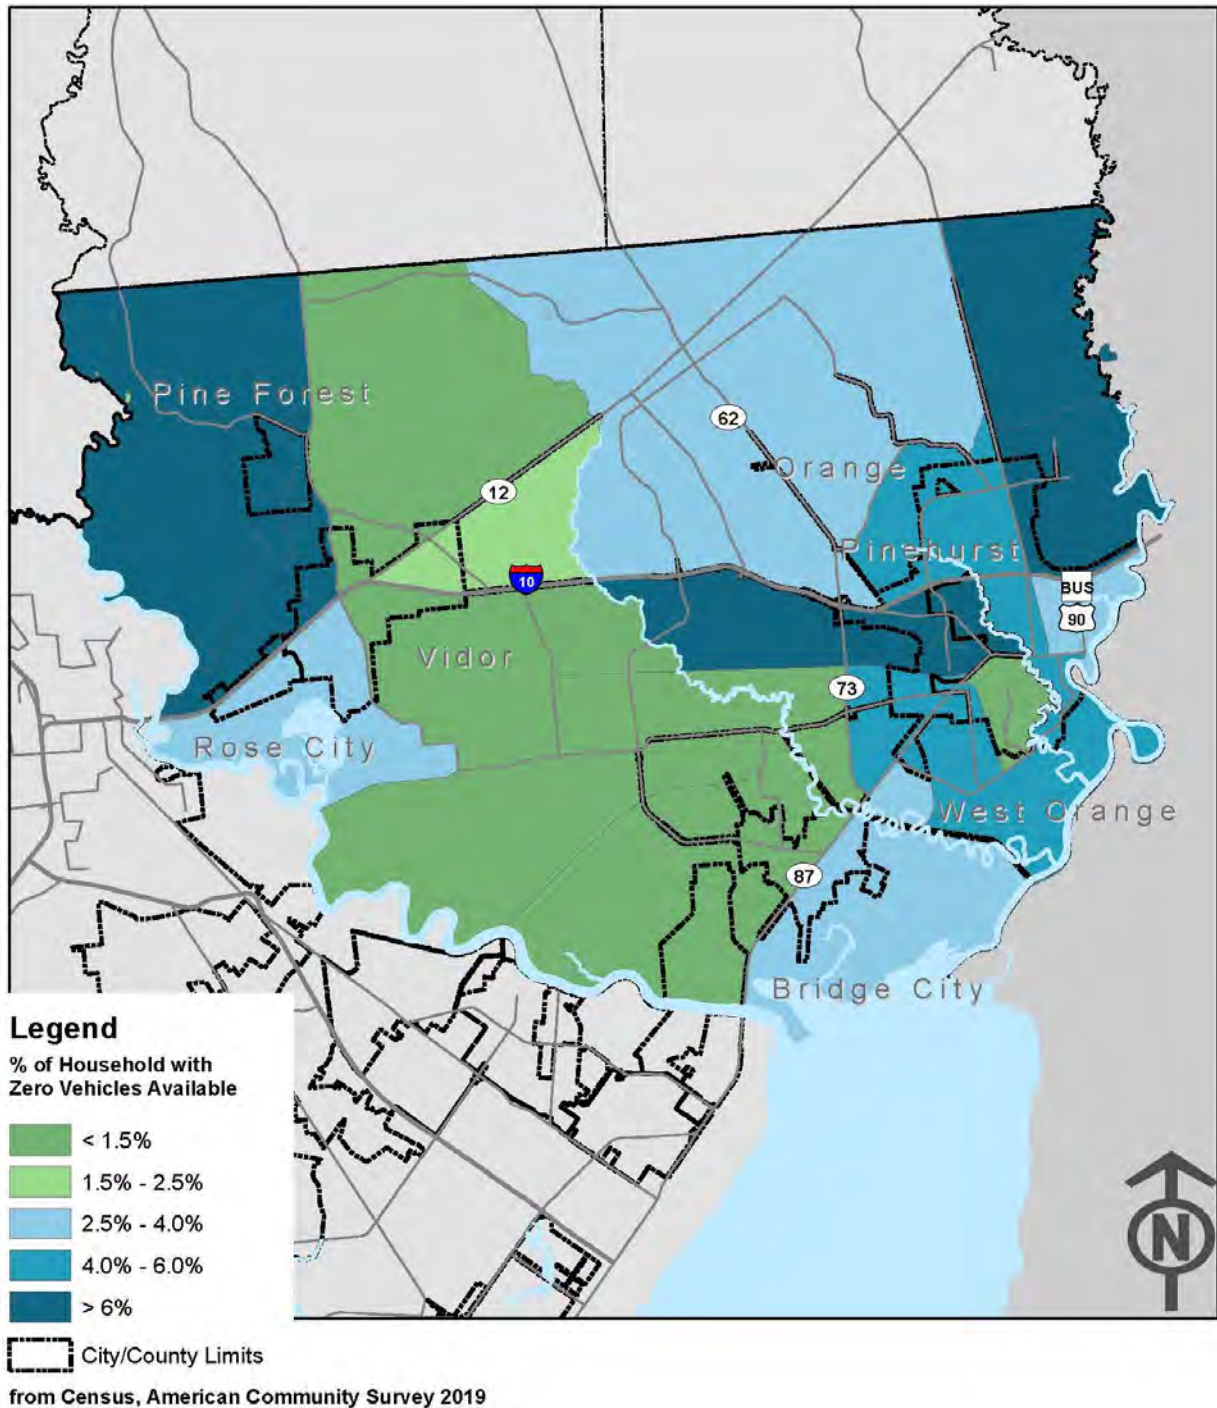 Pine Forest
62
Orange
12
Pinehurst
10
BUS
90
Vidor
73
Rose City
West Orange
87
Bridge City
Legend
% of Household with
Zero Vehicles Available
< 1.5%
1.5% - 2.5%
2.5% - 4.0%
4.0% - 6.0%
> 6%
City/County Limits
N
from Census, American Community Survey 2019